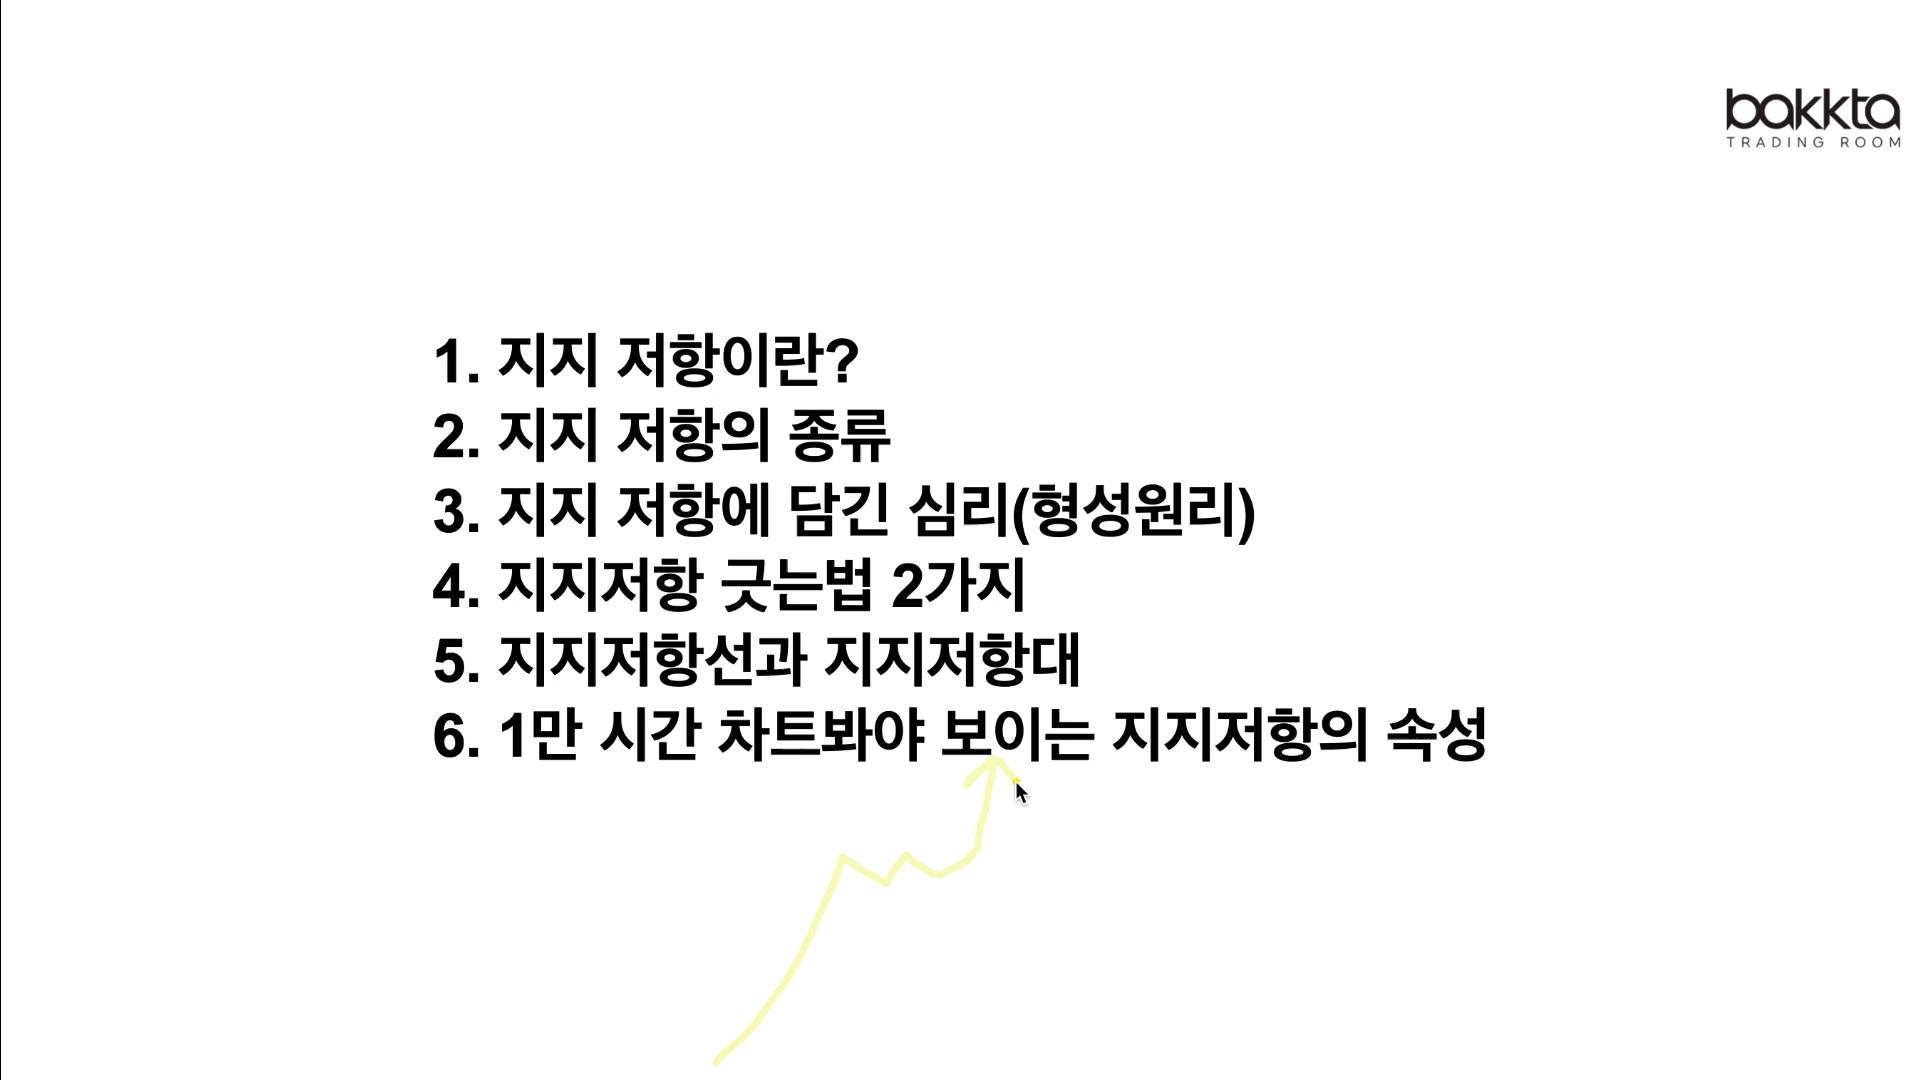 bakkta
TRADING ROOM
1. 지지 저항이란?
2. 지지 저항의 종류
3. 지지 저항에 담긴 심리(형성원리)
4. 지지저항 긋는법 2가지
5. 지지저항선과 지지저항대
6. 1만 시간 차트봐야 보이는 지지저항의 속성